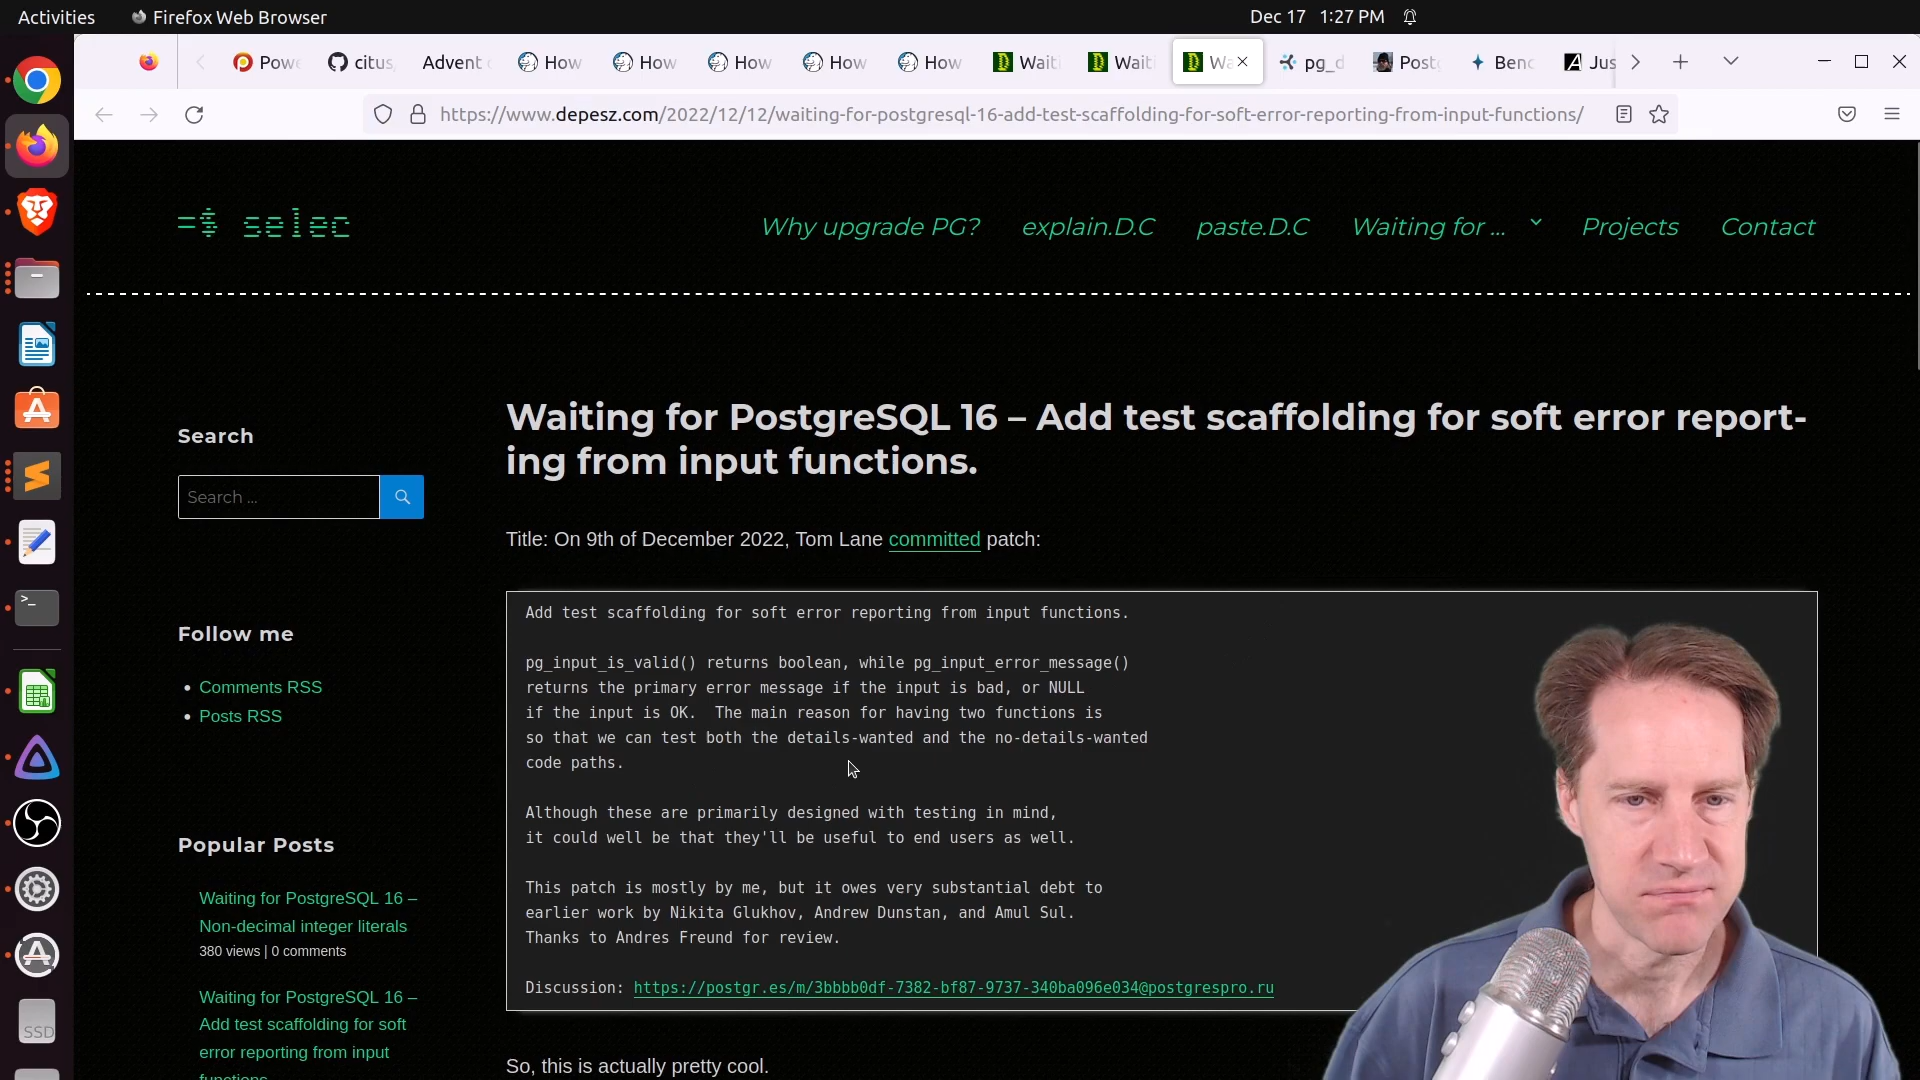 Activities
Firefox Web Browser
Dec 17 1:27 PM
Powe
citus
Advent
How
How
How
How
How
Waiti
Waiti
Wa
pg_d
Postg
Benc
Jus
https://www.depesz.com/2022/12/12/waiting-for-postgresql-16-add-test-scaffolding-for-soft-error-reporting-from-input-functions/
=$ selec
Why upgrade PG?
explain.D.C
paste.D.C
Waiting for ...
Projects
Contact
Search
Search ...
Follow me
Comments RSS
Posts RSS
Popular Posts
Waiting for PostgreSQL 16 –
Non-decimal integer literals
380 views | 0 comments
Waiting for PostgreSQL 16 –
Add test scaffolding for soft
error reporting from input
functions
Waiting for PostgreSQL 16 – Add test scaffolding for soft error report-
ing from input functions.
Title: On 9th of December 2022, Tom Lane committed patch:
Add test scaffolding for soft error reporting from input functions.
pg_input_is_valid() returns boolean, while pg_input_error_message()
returns the primary error message if the input is bad, or NULL
if the input is OK.  The main reason for having two functions is
so that we can test both the details-wanted and the no-details-wanted
code paths.
Although these are primarily designed with testing in mind,
it could well be that they'll be useful to end users as well.
This patch is mostly by me, but it owes very substantial debt to
earlier work by Nikita Glukhov, Andrew Dunstan, and Amul Sul.
Thanks to Andres Freund for review.
Discussion: https://postgr.es/m/3bbbb0df-7382-bf87-9737-340ba096e034@postgrespro.ru
So, this is actually pretty cool.
SSD